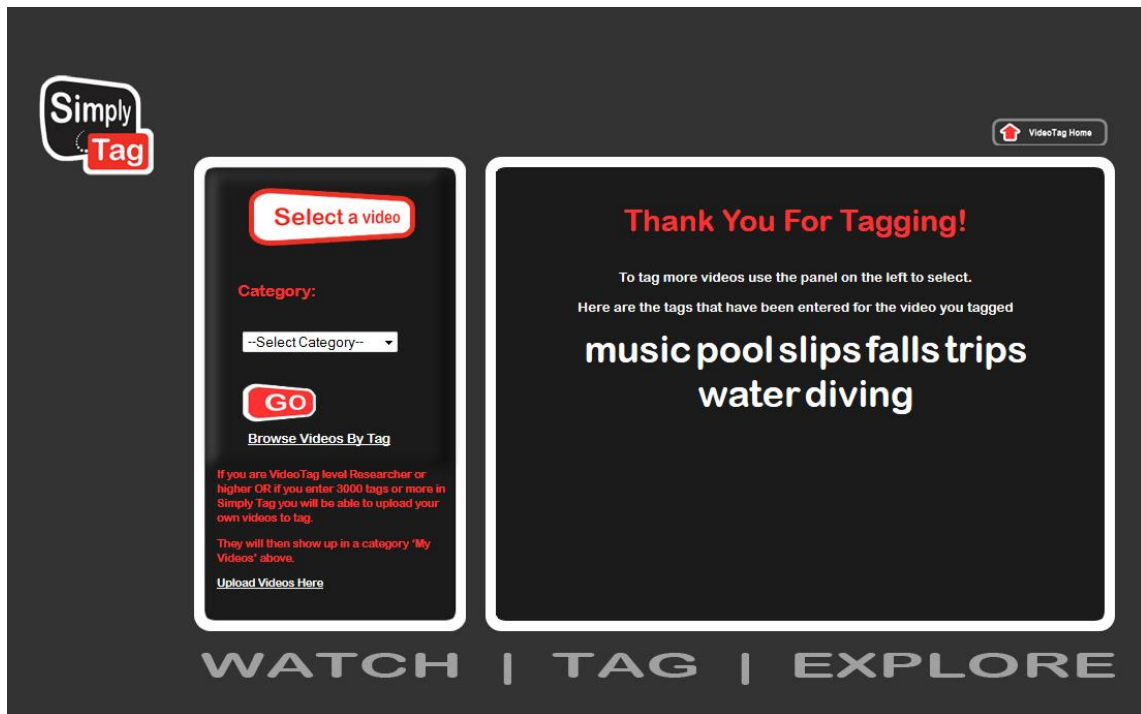 Simply
Tag
VideoTag Home
Select a video
Category:
--Select Category--
GO
Browse Videos By Tag
If you are VideoTag level Researcher or
higher OR if you enter 3000 tags or more in
Simply Tag you will be able to upload your
own videos to tag.
They will then show up in a category 'My
Videos' above.
Upload Videos Here
Thank You For Tagging!
To tag more videos use the panel on the left to select.
Here are the tags that have been entered for the video you tagged
music pool slips falls trips
water diving
WATCH | TAG | EXPLORE